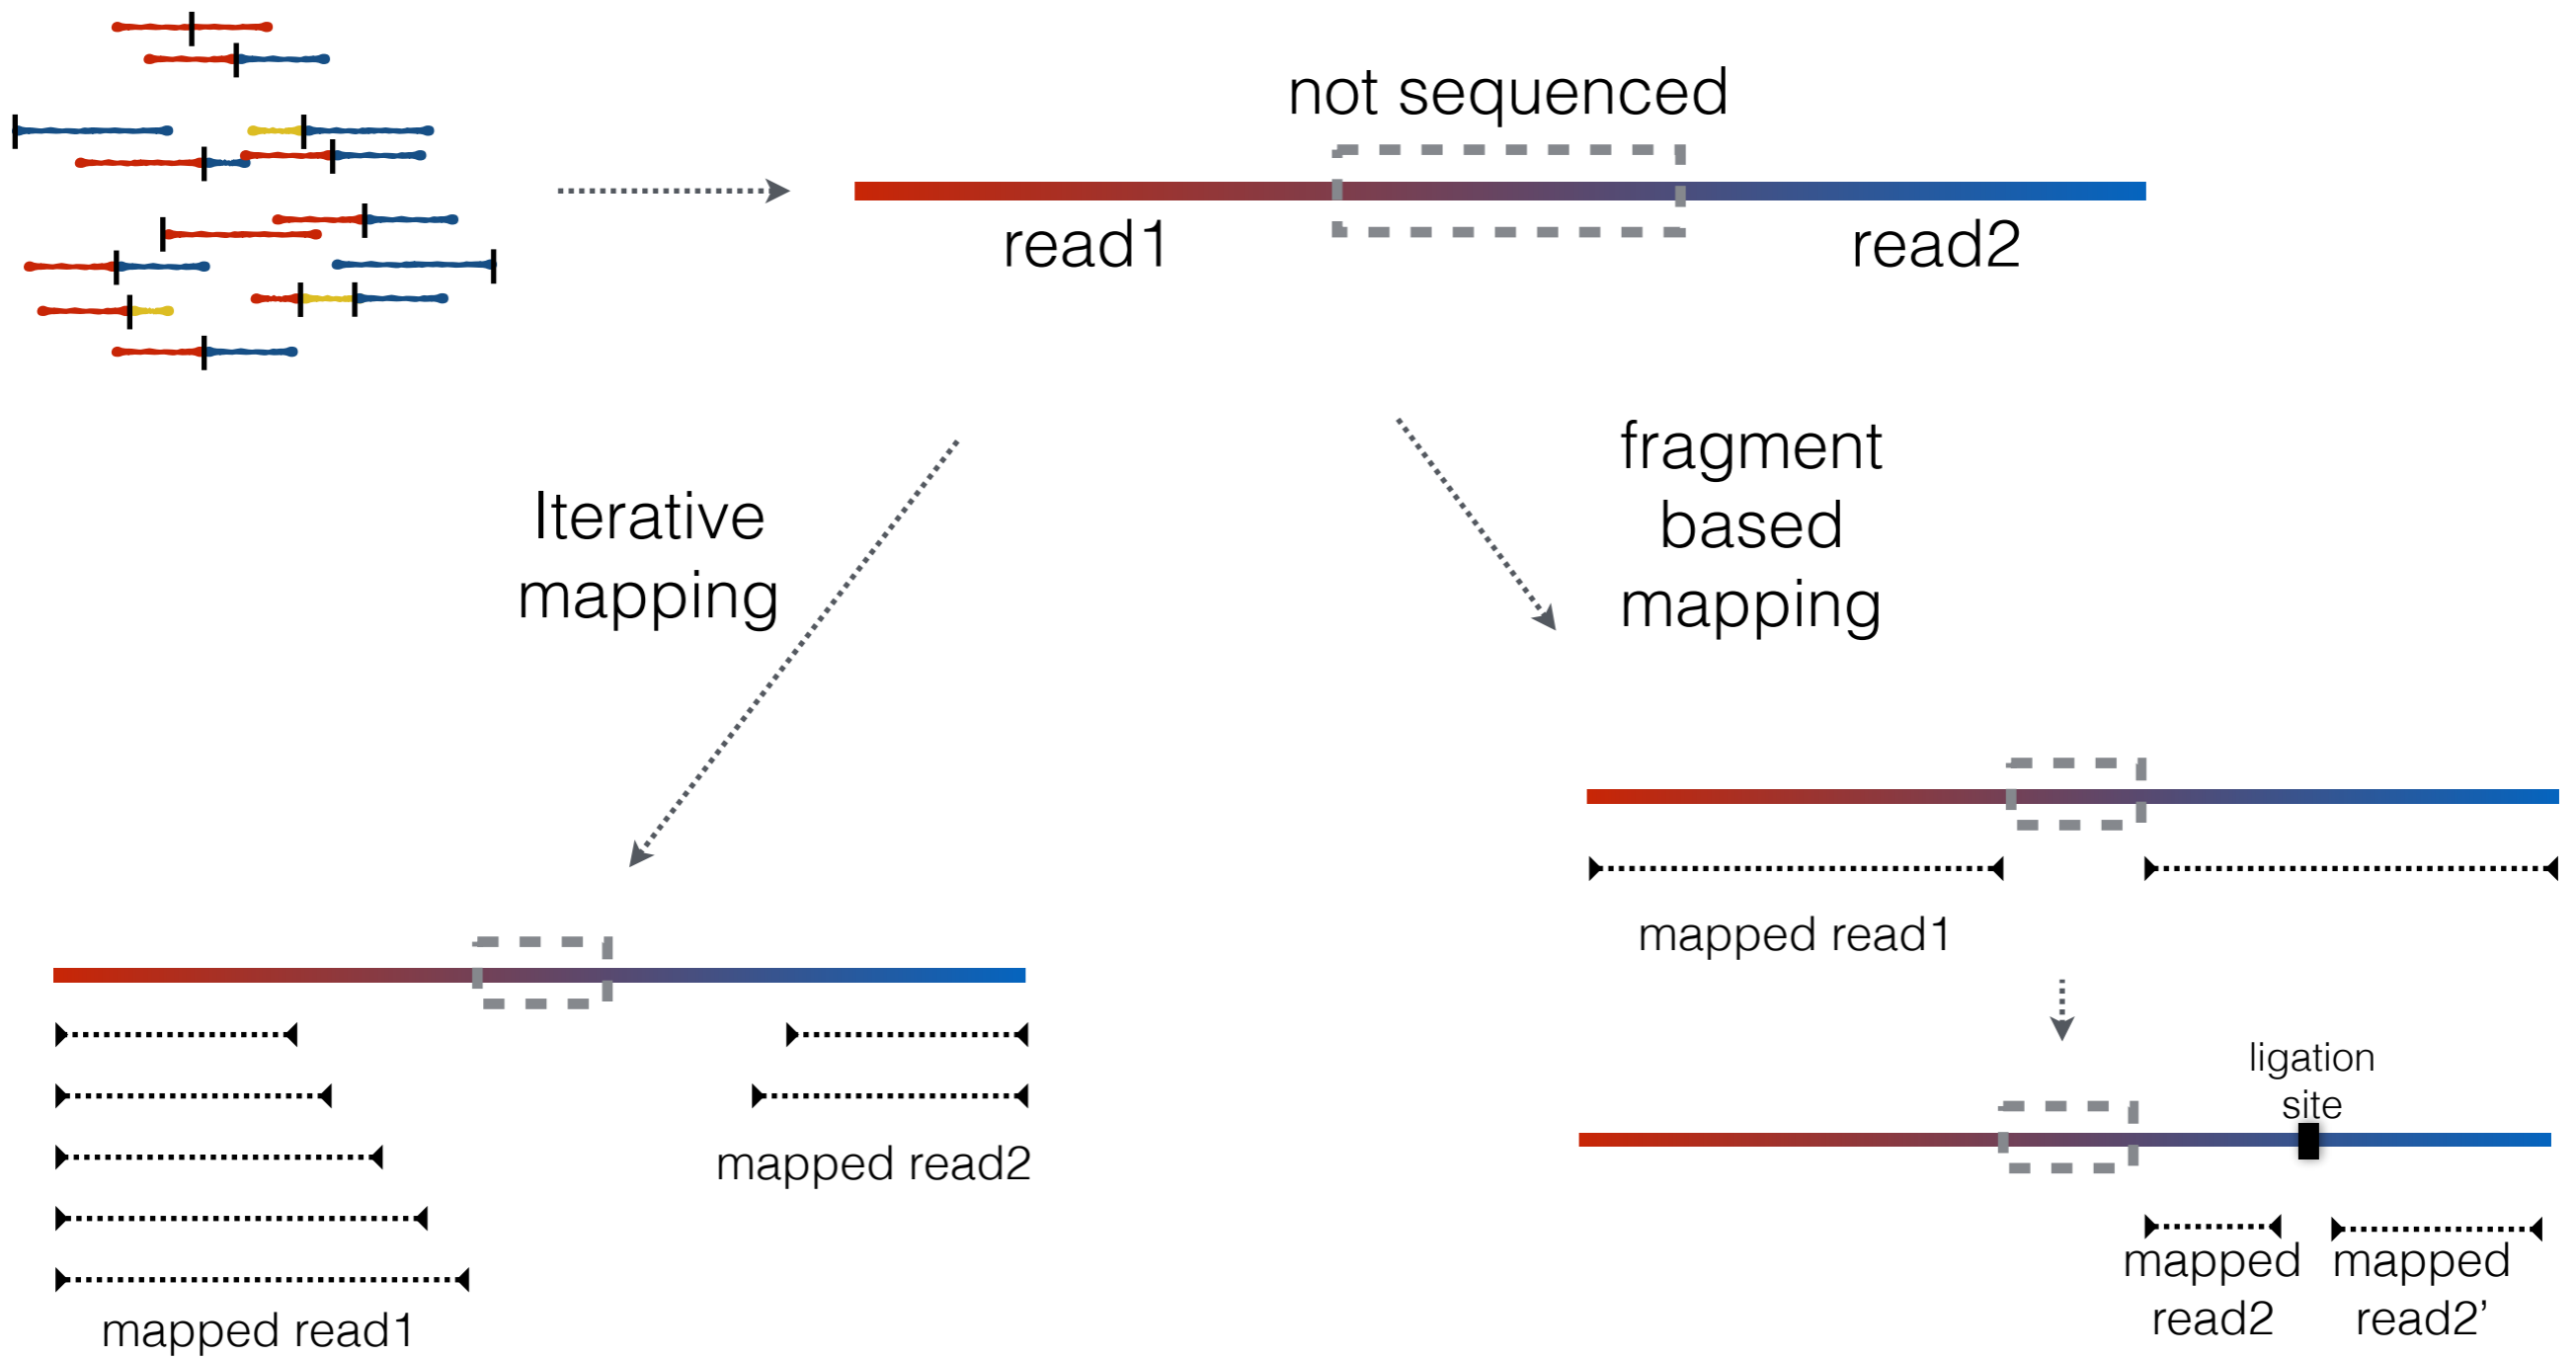 not sequenced
read1
read2
Iterative
mapping
fragment
based
mapping
mapped read1
mapped read2
mapped read1
ligation
site
mapped
read2
mapped
read2’